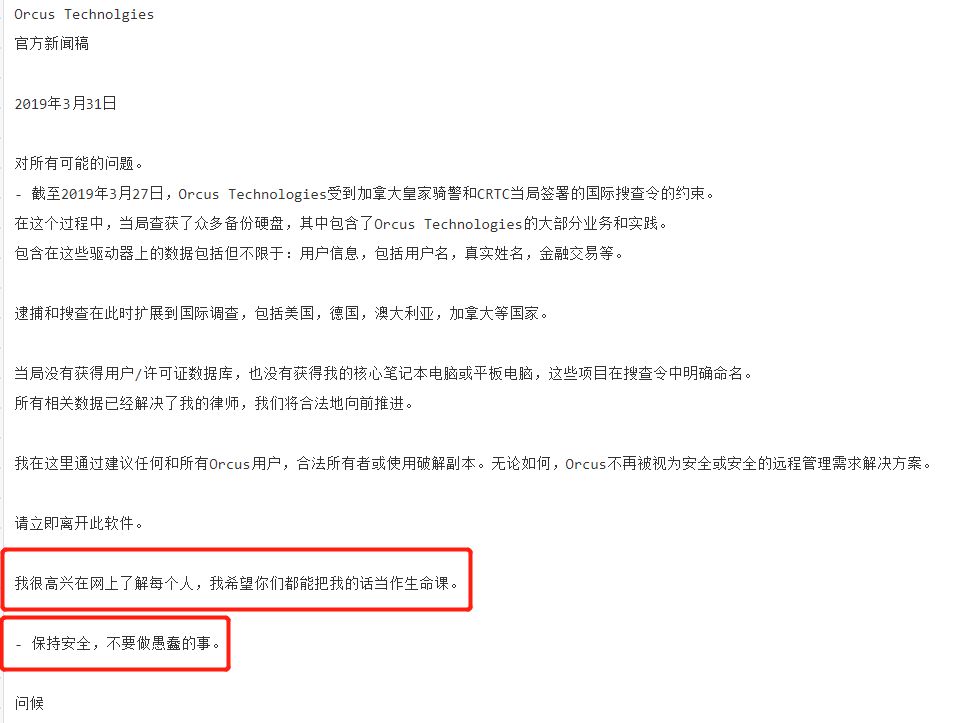 Orcus Technolgies
官方新闻稿
2019年3月31日
对所有可能的问题。
- 截至2019年3月27日，Orcus Technologies受到加拿大皇家骑警和CRTC当局签署的国际搜查令的约束。
在这个过程中，当局查获了众多备份硬盘，其中包含了Orcus Technologies的大部分业务和实践。
包含在这些驱动器上的数据包括但不限于：用户信息，包括用户名，真实姓名，金融交易等。
逮捕和搜查在此时扩展到国际调查，包括美国，德国，澳大利亚，加拿大等国家。
当局没有获得用户/许可证数据库，也没有获得我的核心笔记本电脑或平板电脑，这些项目在搜查令中明确命名。
所有相关数据已经解决了我的律师，我们将合法地向前推进。
我在这里通过建议任何和所有Orcus用户，合法所有者或使用破解副本。无论如何，Orcus不再被视为安全或安全的远程管理需求解决方案。
请立即离开此软件。
我很高兴在网上了解每个人，我希望你们都能把我的话当作生命课。
- 保持安全，不要做愚蠢的事。
问候